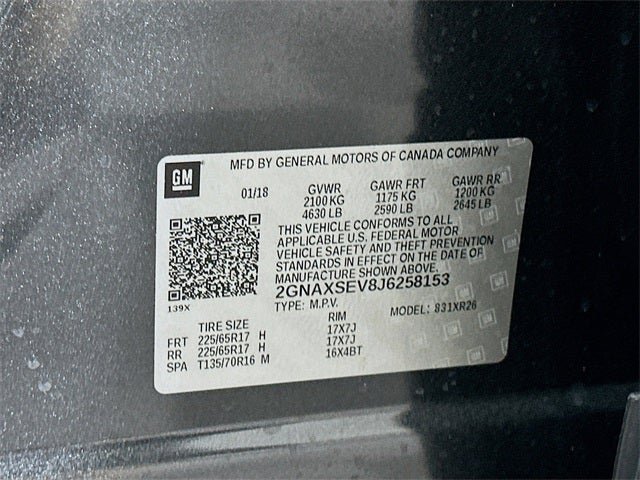 MFD BY GENERAL MOTORS OF CANADA COMPANY
GM
01/18 GVWR GAWR FRT GAWR RR
2100 KG 1175 KG 1200 KG
4630 LB 2590 LB 2645 LB
THIS VEHICLE CONFORMS TO ALL
APPLICABLE U.S. FEDERAL MOTOR
VEHICLE SAFETY AND THEFT PREVENTION
STANDARDS IN EFFECT ON THE DATE OF
MANUFACTURE SHOWN ABOVE.
2GNAXSEV8J6258153
139X
TYPE: M.P.V. MODEL: 831XR26
TIRE SIZE RIM
FRT 225/65R17 H 17X7J
RR 225/65R17 H 17X7J
SPA T135/70R16 M 16X4BT